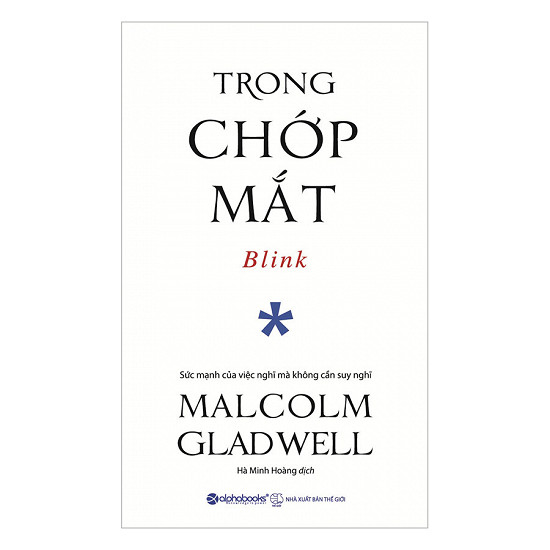 TRONG
CHỚP
MẮT
Blink
*
Sức mạnh của việc nghĩ mà không cần suy nghĩ
MALCOLM
GLADWELL
Hà Minh Hoàng dịch
alphabooks®
NHÀ XUẤT BẢN THẾ GIỚI